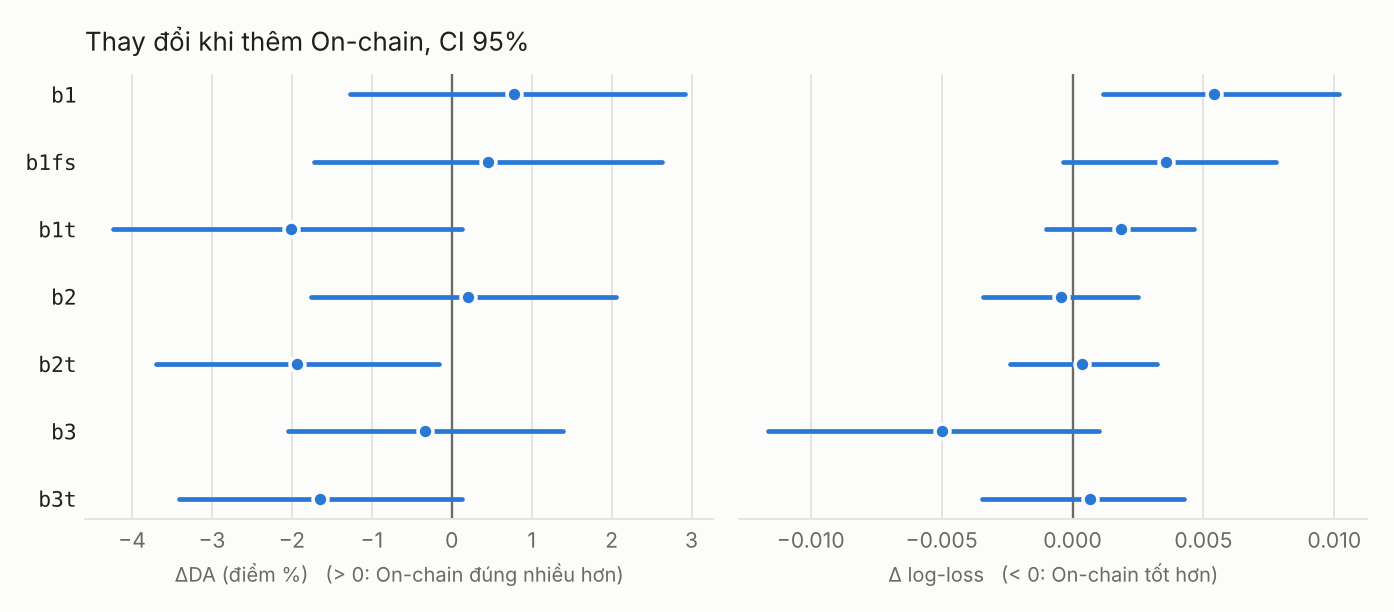 Thay đổi khi thêm On-chain, CI 95%
b1
b1fs
b1t
b2
b2t
b3
b3t
−4 −3 −2 −1 0 1 2 3
ΔDA (điểm %) (> 0: On-chain đúng nhiều hơn)
−0.010 −0.005 0.000 0.005 0.010
Δ log-loss (< 0: On-chain tốt hơn)